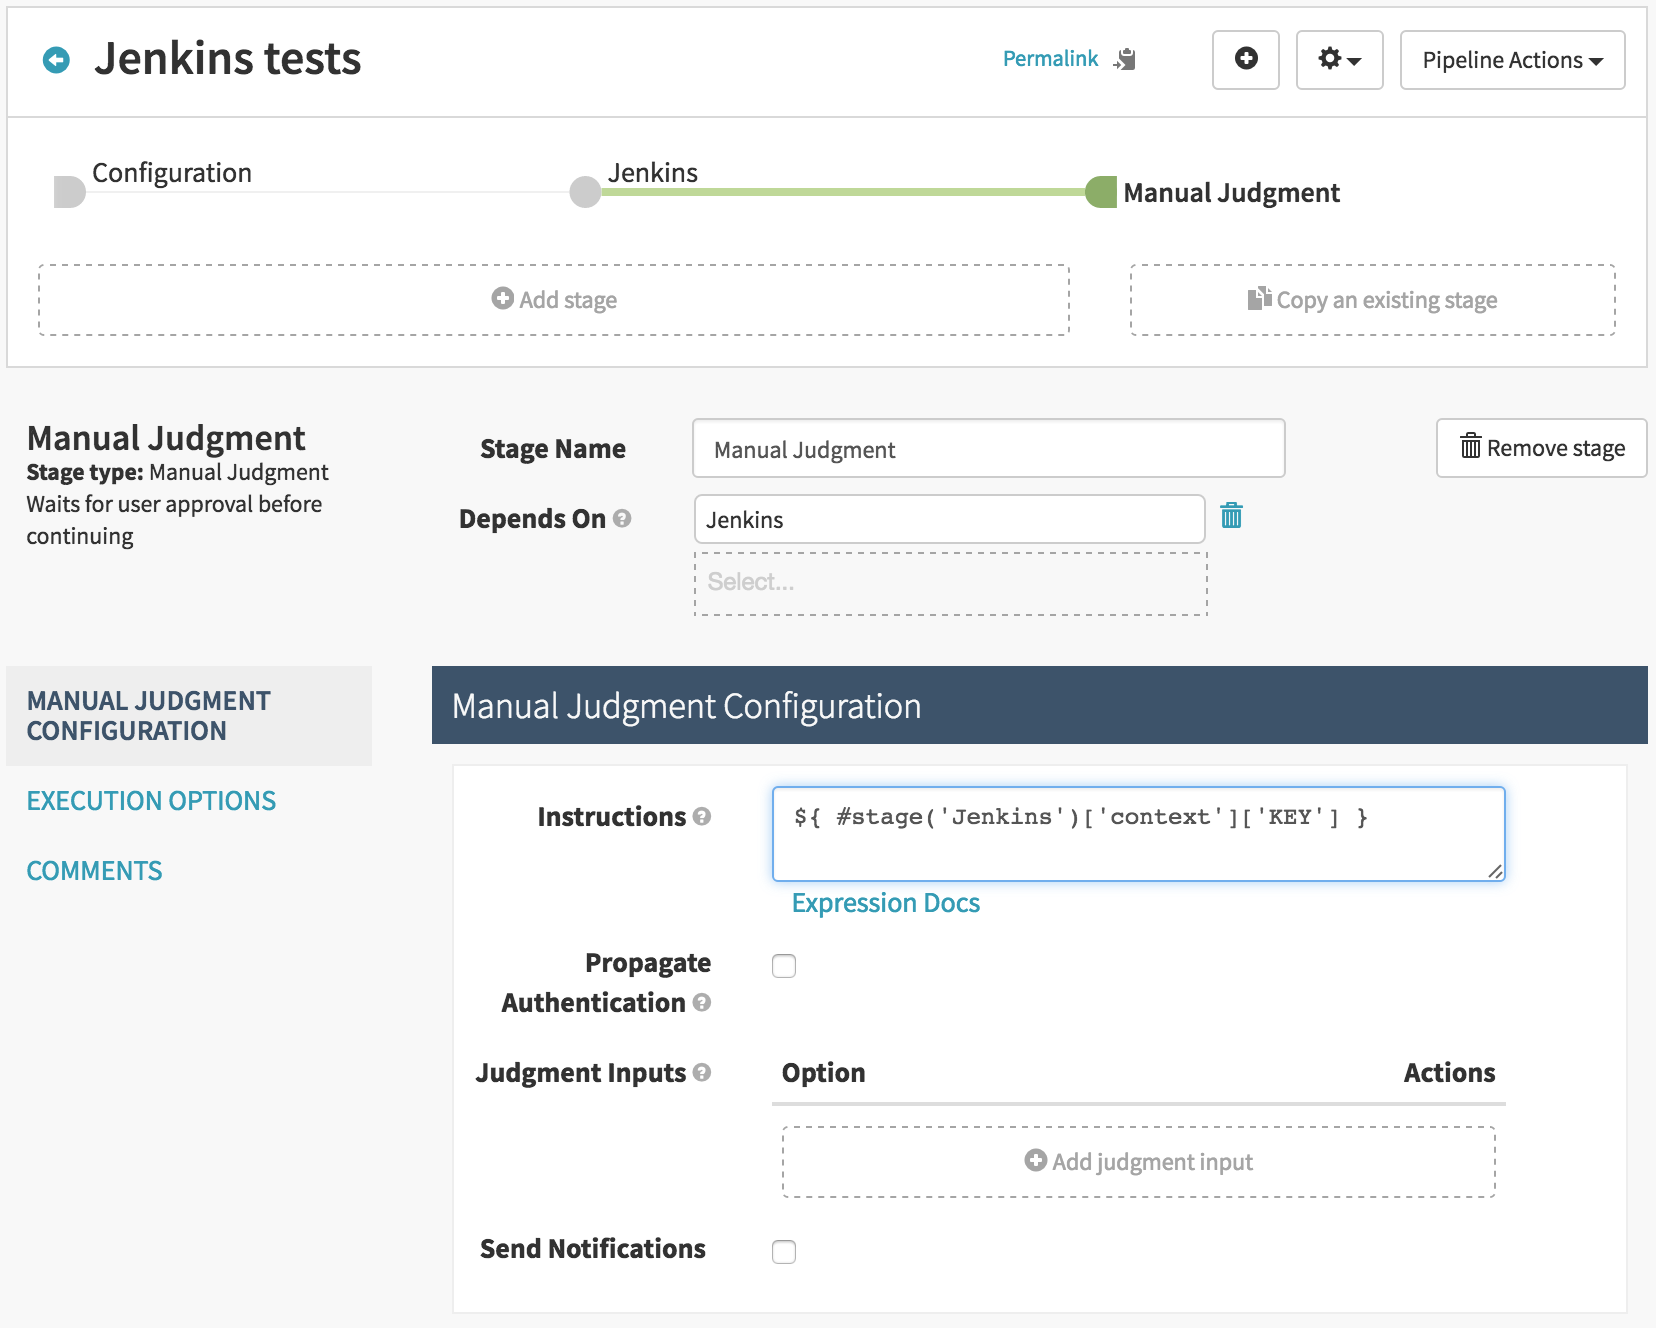 Jenkins tests
Permalink
Pipeline Actions
Configuration
Jenkins
Manual Judgment
Add stage
Copy an existing stage
Manual Judgment
Stage type: Manual Judgment
Waits for user approval before
continuing
Stage Name
Manual Judgment
Remove stage
Depends On
Jenkins
Select...
MANUAL JUDGMENT
CONFIGURATION
EXECUTION OPTIONS
COMMENTS
Manual Judgment Configuration
Instructions
${ #stage('Jenkins')['context']['KEY'] }
Expression Docs
Propagate
Authentication
Judgment Inputs
Option
Actions
Add judgment input
Send Notifications